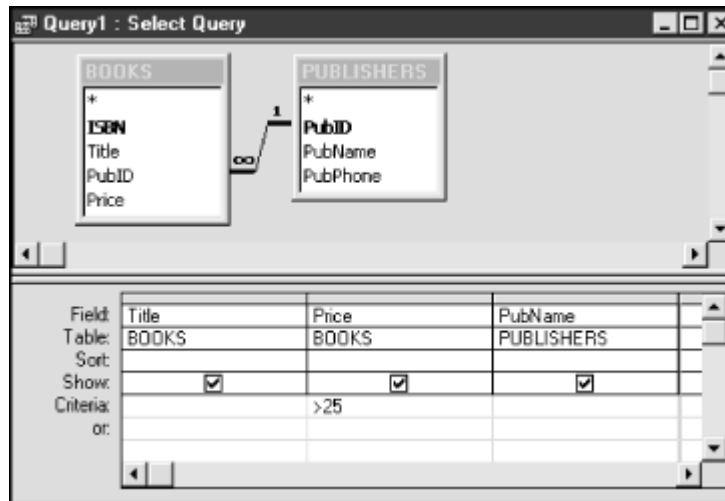 Query1 : Select Query
BOOKS
*
ISBN
Title
PubID
Price
1
∞
PUBLISHERS
*
PubID
PubName
PubPhone
Field: Title Price PubName
Table: BOOKS BOOKS PUBLISHERS
Sort:
Show:
Criteria: >25
or: